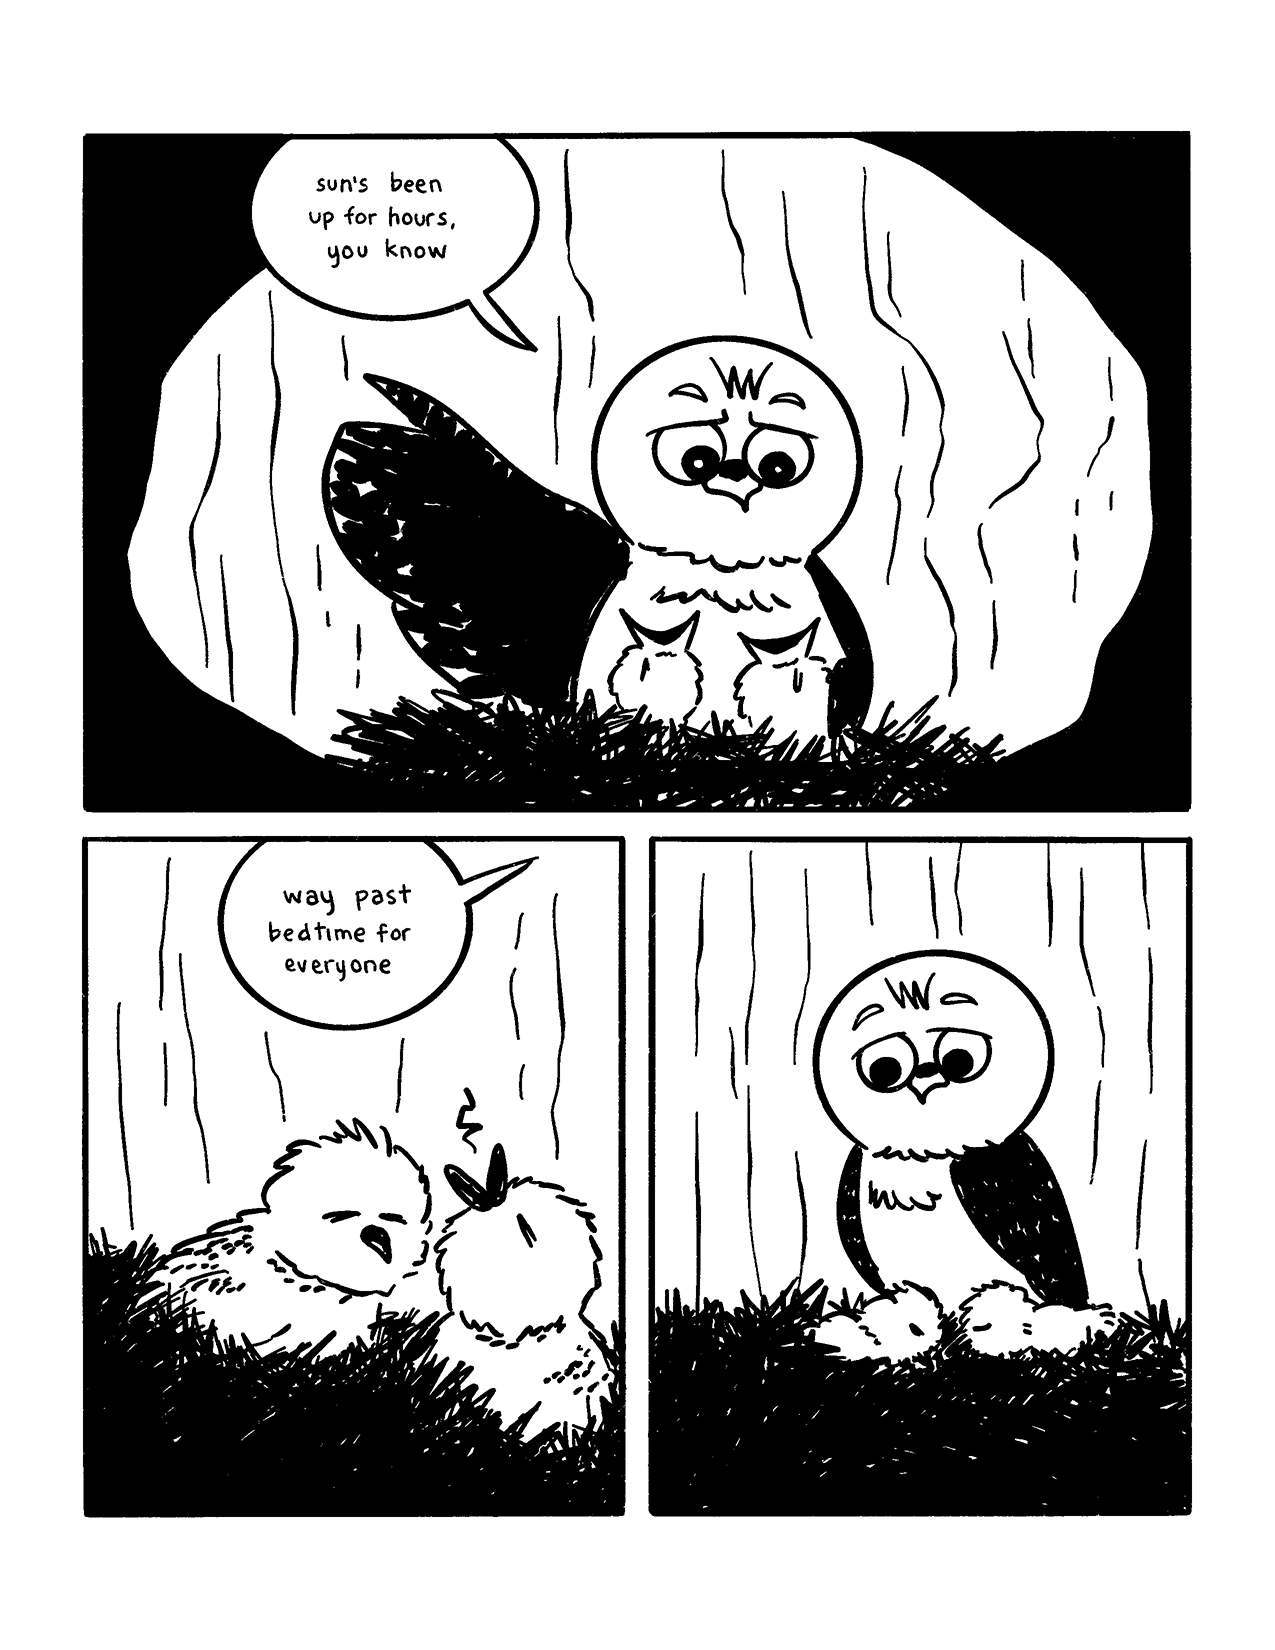 sun's been
up for hours,
you know
way past
bedtime for
everyone